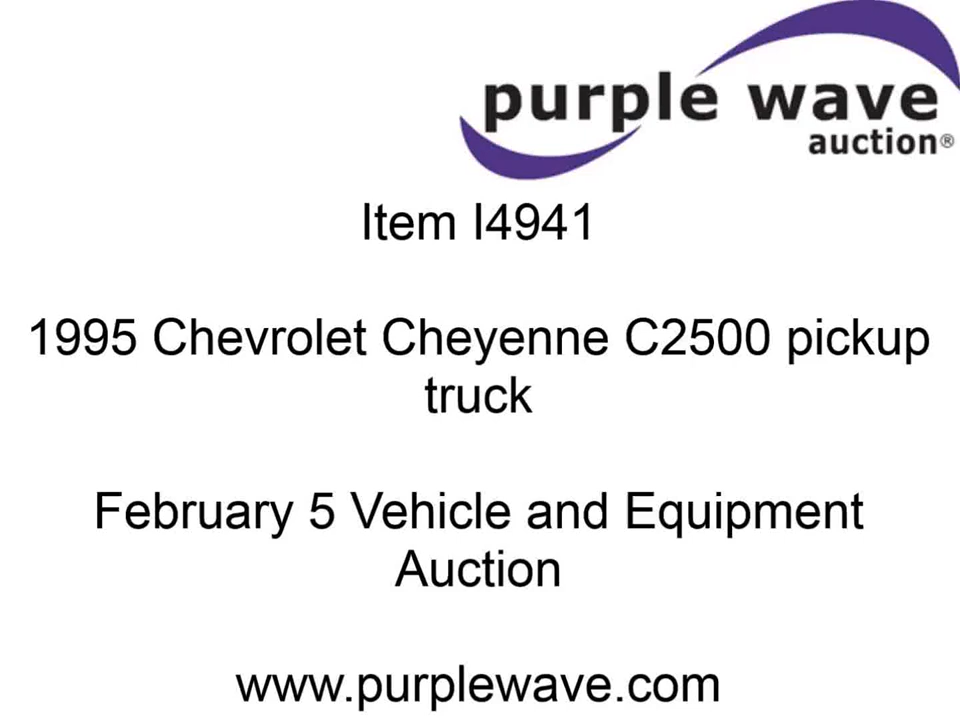 purple wave
auction®
Item I4941
1995 Chevrolet Cheyenne C2500 pickup
truck
February 5 Vehicle and Equipment
Auction
www.purplewave.com